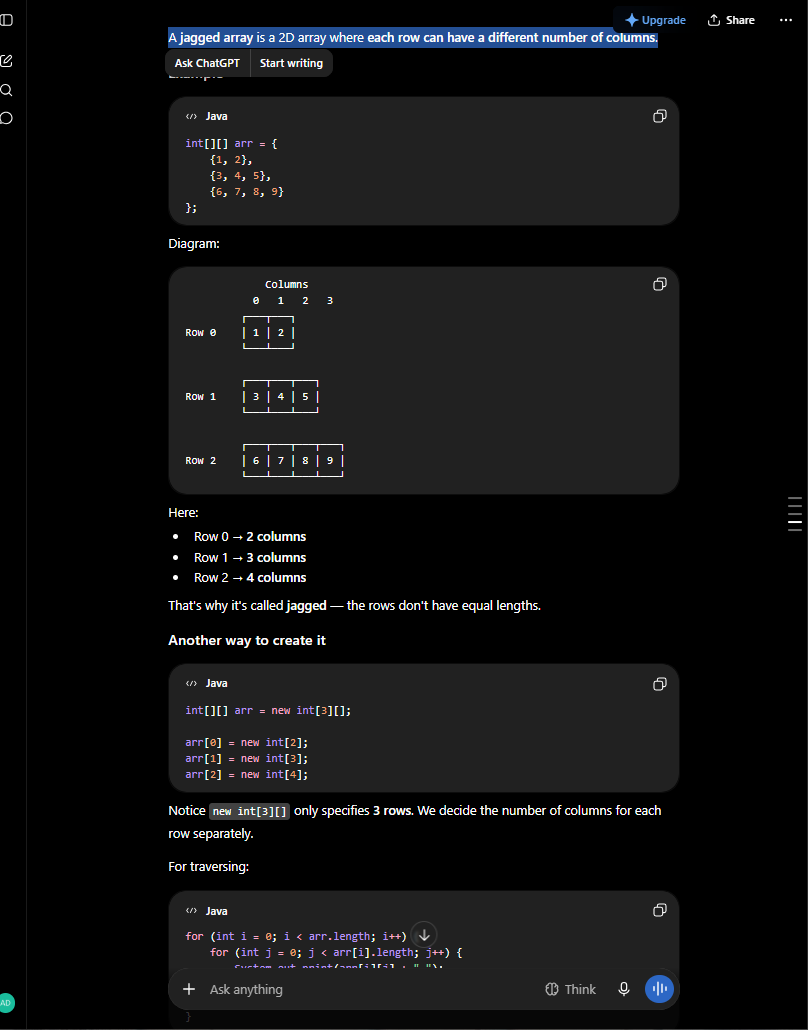 Upgrade Share
A jagged array is a 2D array where each row can have a different number of columns.
Ask ChatGPT Start writing
Java
int[][] arr = {
{1, 2},
{3, 4, 5},
{6, 7, 8, 9}
};
Diagram:
Columns
0 1 2 3
Row 0 | 1 | 2 |
Row 1 | 3 | 4 | 5 |
Row 2 | 6 | 7 | 8 | 9 |
Here:
• Row 0 → 2 columns
• Row 1 → 3 columns
• Row 2 → 4 columns
That's why it's called jagged — the rows don't have equal lengths.
Another way to create it
Java
int[][] arr = new int[3][];
arr[0] = new int[2];
arr[1] = new int[3];
arr[2] = new int[4];
Notice new int[3][] only specifies 3 rows. We decide the number of columns for each
row separately.
For traversing:
Java
for (int i = 0; i < arr.length; i++)
for (int j = 0; j < arr[i].length; j++) {
Ask anything Think
AD
}